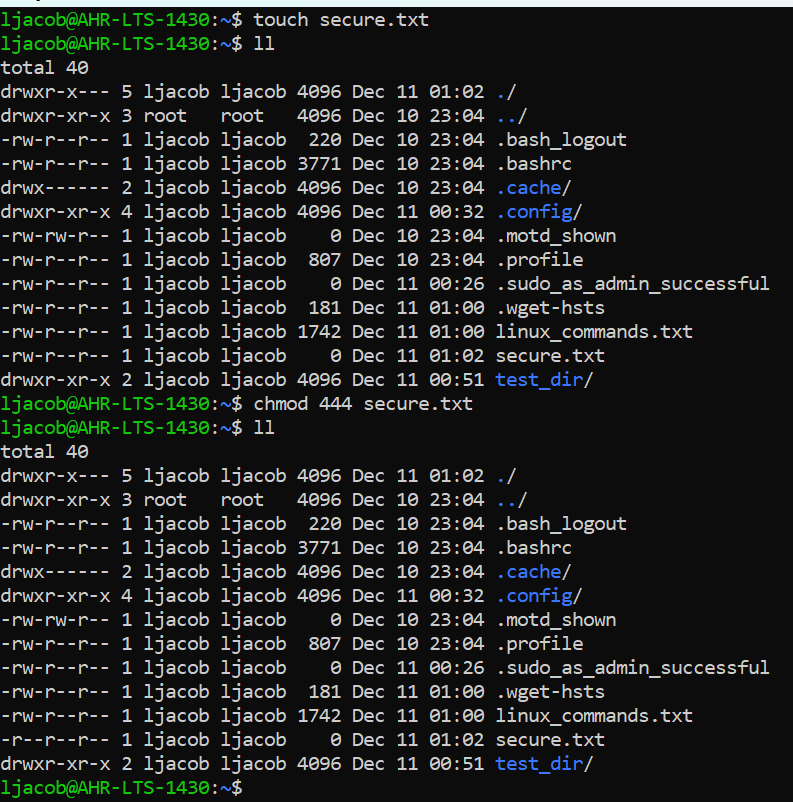 ljacob@AHR-LTS-1430:~$ touch secure.txt
ljacob@AHR-LTS-1430:~$ ll
total 40
drwxr-x--- 5 ljacob ljacob 4096 Dec 11 01:02 ./
drwxr-xr-x 3 root   root   4096 Dec 10 23:04 ../
-rw-r--r-- 1 ljacob ljacob  220 Dec 10 23:04 .bash_logout
-rw-r--r-- 1 ljacob ljacob 3771 Dec 10 23:04 .bashrc
drwx------ 2 ljacob ljacob 4096 Dec 10 23:04 .cache/
drwxr-xr-x 4 ljacob ljacob 4096 Dec 11 00:32 .config/
-rw-rw-r-- 1 ljacob ljacob    0 Dec 10 23:04 .motd_shown
-rw-r--r-- 1 ljacob ljacob  807 Dec 10 23:04 .profile
-rw-r--r-- 1 ljacob ljacob    0 Dec 11 00:26 .sudo_as_admin_successful
-rw-r--r-- 1 ljacob ljacob  181 Dec 11 01:00 .wget-hsts
-rw-r--r-- 1 ljacob ljacob 1742 Dec 11 01:00 linux_commands.txt
-rw-r--r-- 1 ljacob ljacob    0 Dec 11 01:02 secure.txt
drwxr-xr-x 2 ljacob ljacob 4096 Dec 11 00:51 test_dir/
ljacob@AHR-LTS-1430:~$ chmod 444 secure.txt
ljacob@AHR-LTS-1430:~$ ll
total 40
drwxr-x--- 5 ljacob ljacob 4096 Dec 11 01:02 ./
drwxr-xr-x 3 root   root   4096 Dec 10 23:04 ../
-rw-r--r-- 1 ljacob ljacob  220 Dec 10 23:04 .bash_logout
-rw-r--r-- 1 ljacob ljacob 3771 Dec 10 23:04 .bashrc
drwx------ 2 ljacob ljacob 4096 Dec 10 23:04 .cache/
drwxr-xr-x 4 ljacob ljacob 4096 Dec 11 00:32 .config/
-rw-rw-r-- 1 ljacob ljacob    0 Dec 10 23:04 .motd_shown
-rw-r--r-- 1 ljacob ljacob  807 Dec 10 23:04 .profile
-rw-r--r-- 1 ljacob ljacob    0 Dec 11 00:26 .sudo_as_admin_successful
-rw-r--r-- 1 ljacob ljacob  181 Dec 11 01:00 .wget-hsts
-rw-r--r-- 1 ljacob ljacob 1742 Dec 11 01:00 linux_commands.txt
-r--r--r-- 1 ljacob ljacob    0 Dec 11 01:02 secure.txt
drwxr-xr-x 2 ljacob ljacob 4096 Dec 11 00:51 test_dir/
ljacob@AHR-LTS-1430:~$